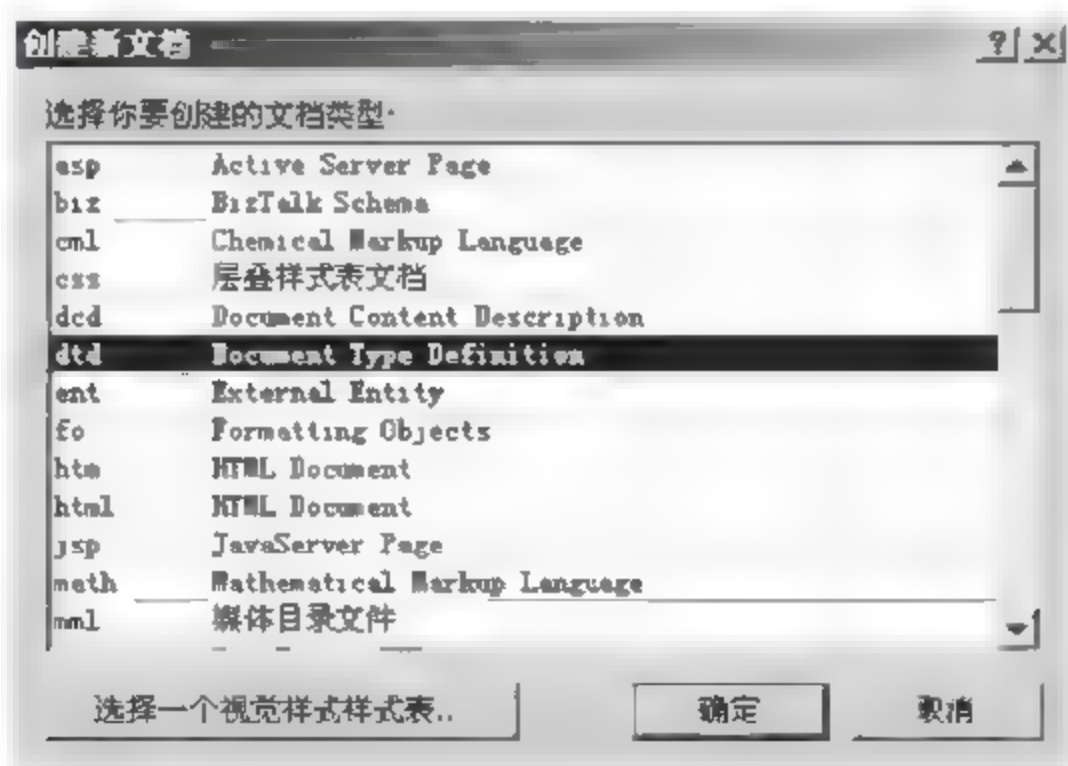 创建新文档
? ×
选择你要创建的文档类型:
asp Active Server Page
biz BizTalk Schema
cml Chemical Markup Language
css 层叠样式表文档
dcd Document Content Description
dtd Document Type Definition
ent External Entity
fo Formatting Objects
htm HTML Document
html HTML Document
jsp JavaServer Page
math Mathematical Markup Language
mml 媒体目录文件
选择一个视觉样式样式表.. 确定 取消